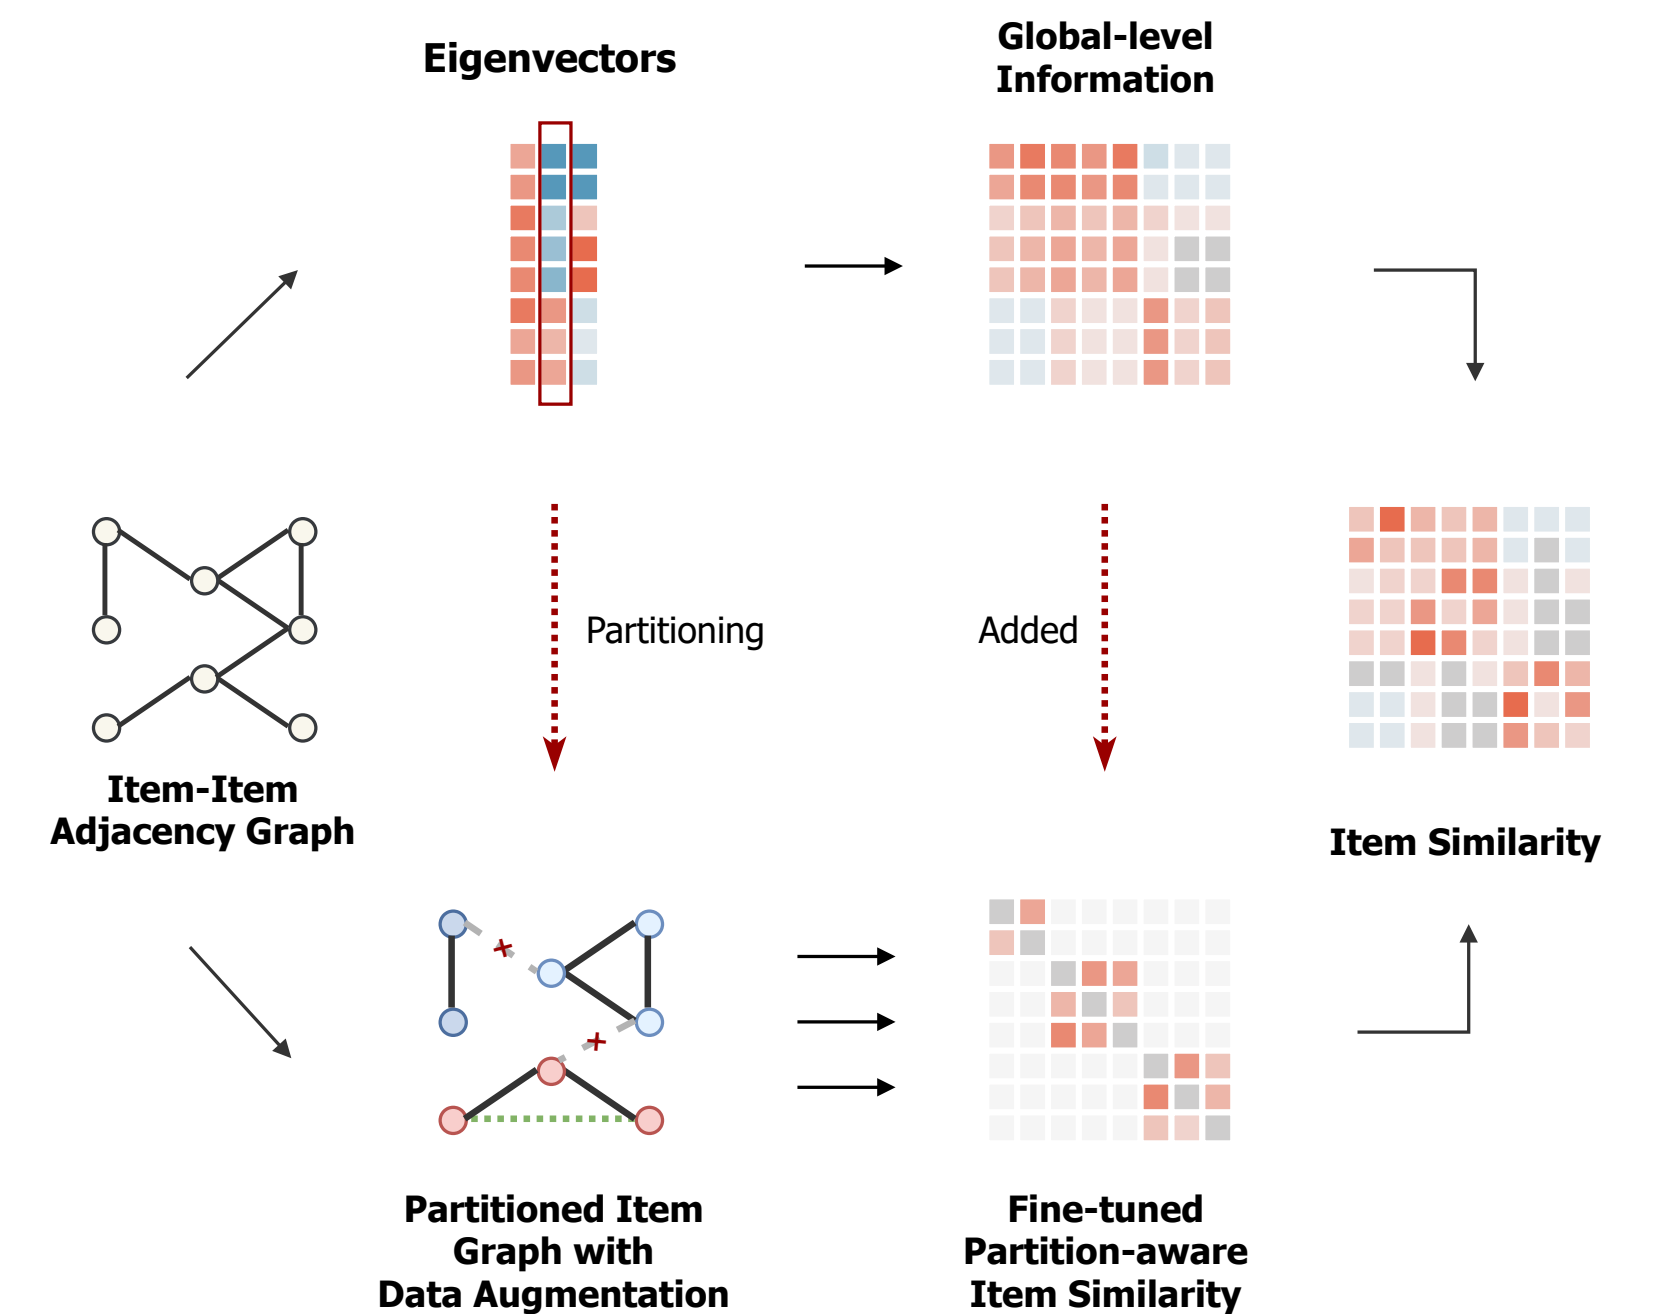 Eigenvectors
Global-level
Information
Partitioning
Added
Item-Item
Adjacency Graph
Item Similarity
Partitioned Item
Graph with
Data Augmentation
Fine-tuned
Partition-aware
Item Similarity